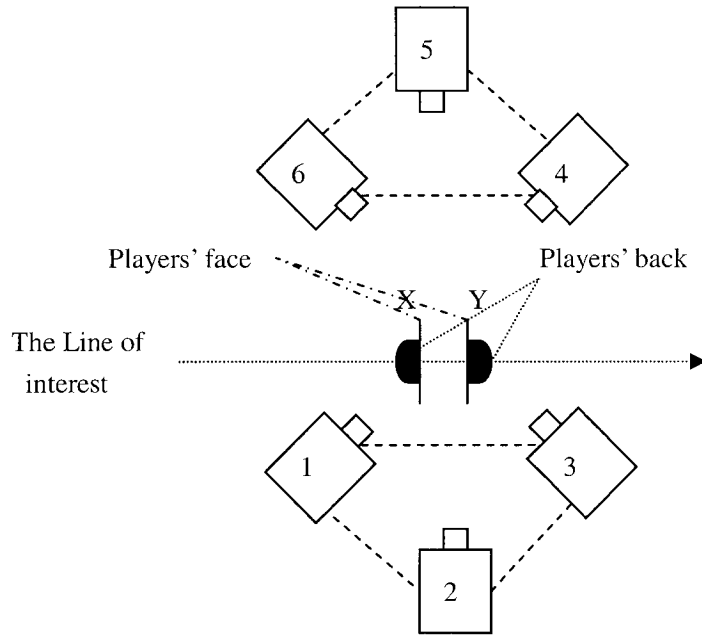 5
6
4
Players’ face
Players’ back
X
Y
The Line of
interest
1
3
2